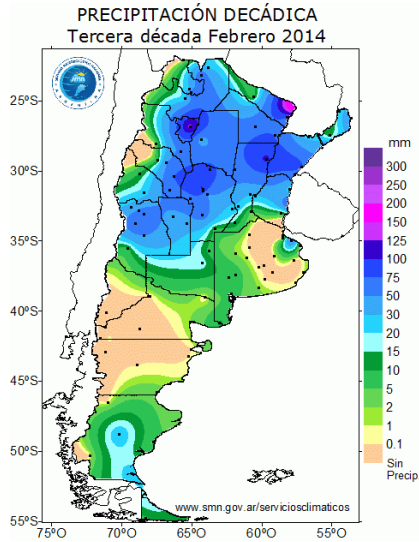 PRECIPITACIÓN DECÁDICA
Tercera década Febrero 2014
smn
25°S
30°S
35°S
40°S
45°S
50°S
55°S
mm
300
250
200
150
125
100
75
50
30
20
15
10
5
2
1
0.1
Sin
Precip
www.smn.gov.ar/serviciosclimaticos
75°O 70°O 65°O 60°O 55°O